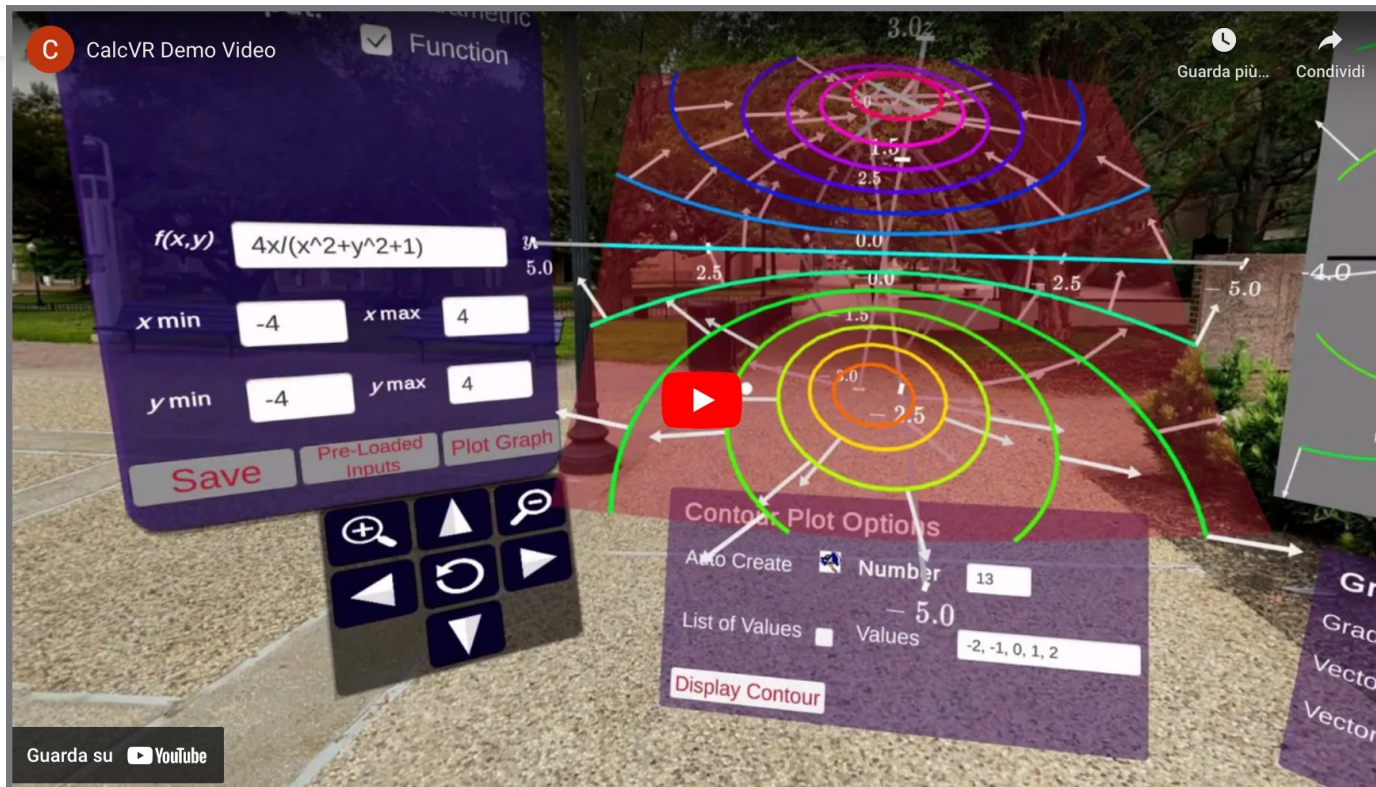 CalcVR Demo Video
Guarda più...
Condividi
Function
f(x,y)
4x/(x^2+y^2+1)
x min
-4
x max
4
y min
-4
y max
4
Save
Pre-Loaded
Inputs
Plot Graph
3.0
z
1.5
2.5
0.0
y
5.0
2.5
0.0
- 2.5
- 5.0
- 1.5
3.0
- 2.5
- 5.0
-4.0
Contour Plot Options
Auto Create
Number
13
List of Values
Values
-2, -1, 0, 1, 2
Display Contour
Guarda su
YouTube